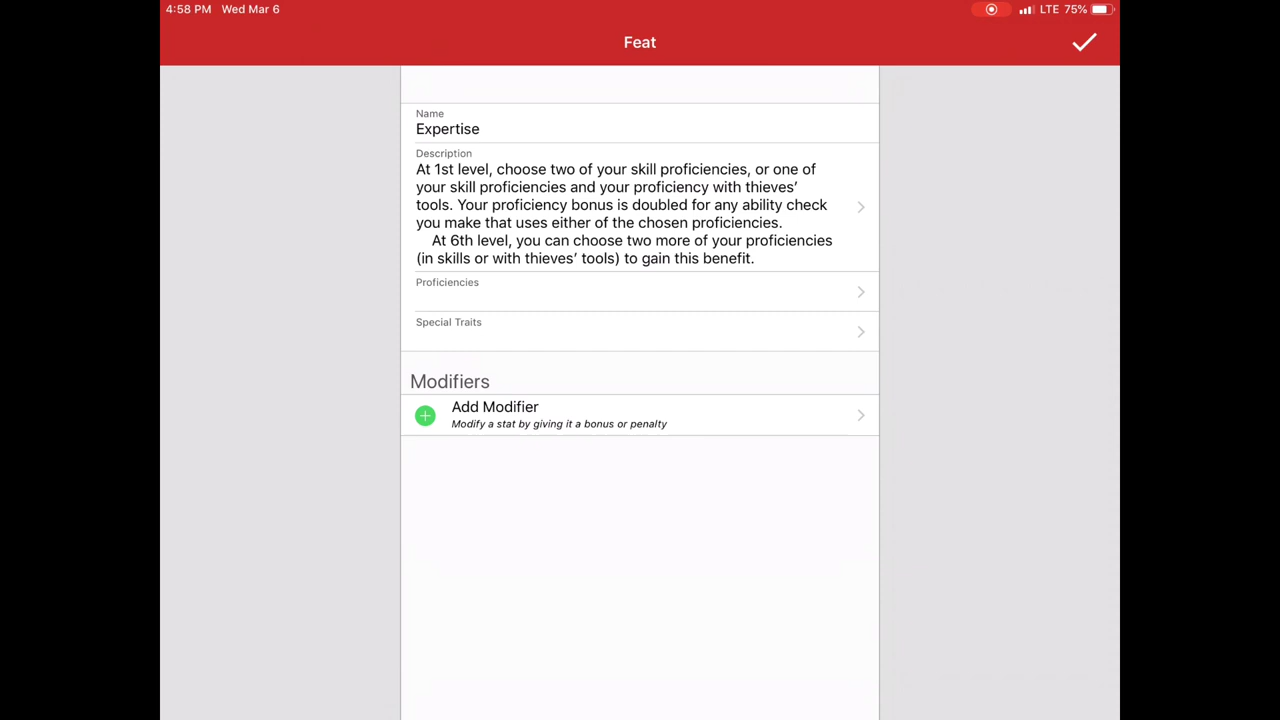 4:58 PM Wed Mar 6
LTE 75%
Feat
Name
Expertise
Description
At 1st level, choose two of your skill proficiencies, or one of
your skill proficiencies and your proficiency with thieves’
tools. Your proficiency bonus is doubled for any ability check
you make that uses either of the chosen proficiencies.
At 6th level, you can choose two more of your proficiencies
(in skills or with thieves’ tools) to gain this benefit.
Proficiencies
Special Traits
Modifiers
Add Modifier
Modify a stat by giving it a bonus or penalty